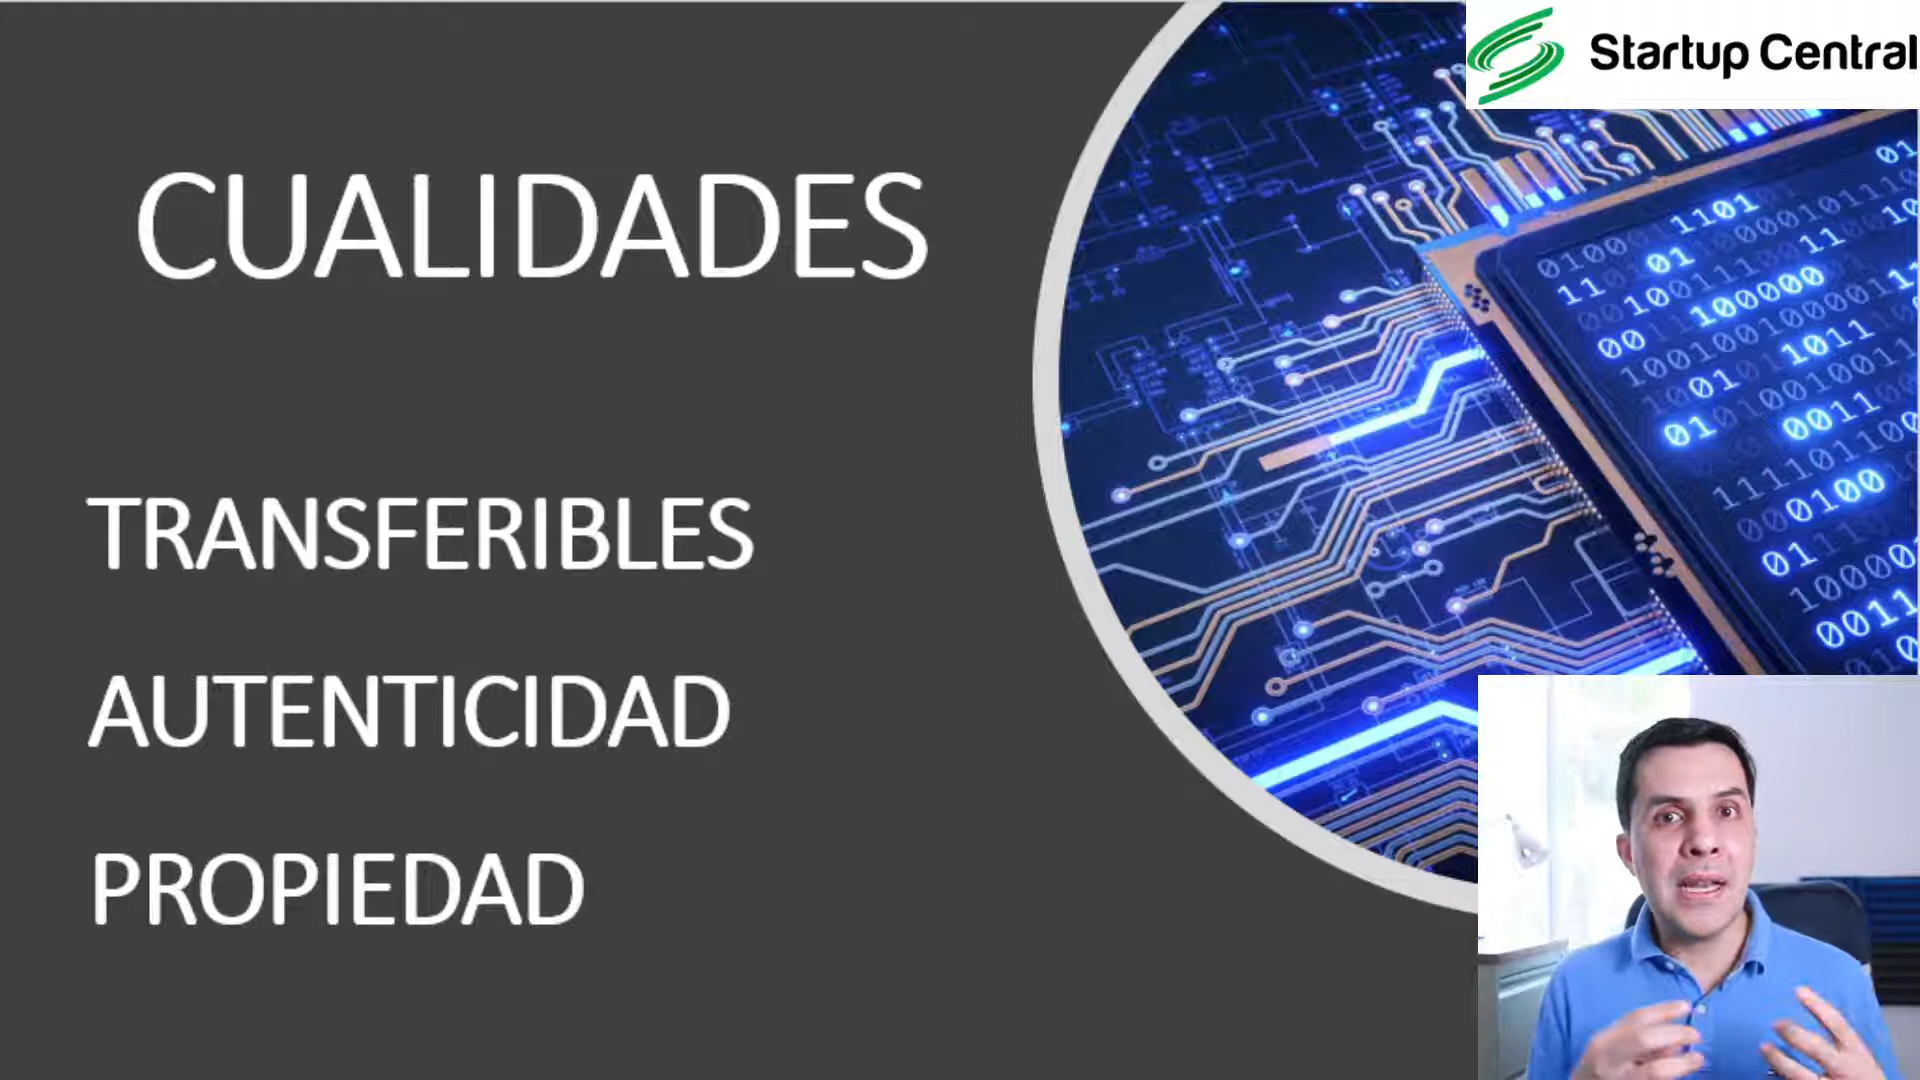 Startup Central
CUALIDADES
TRANSFERIBLES
AUTENTICIDAD
PROPIEDAD